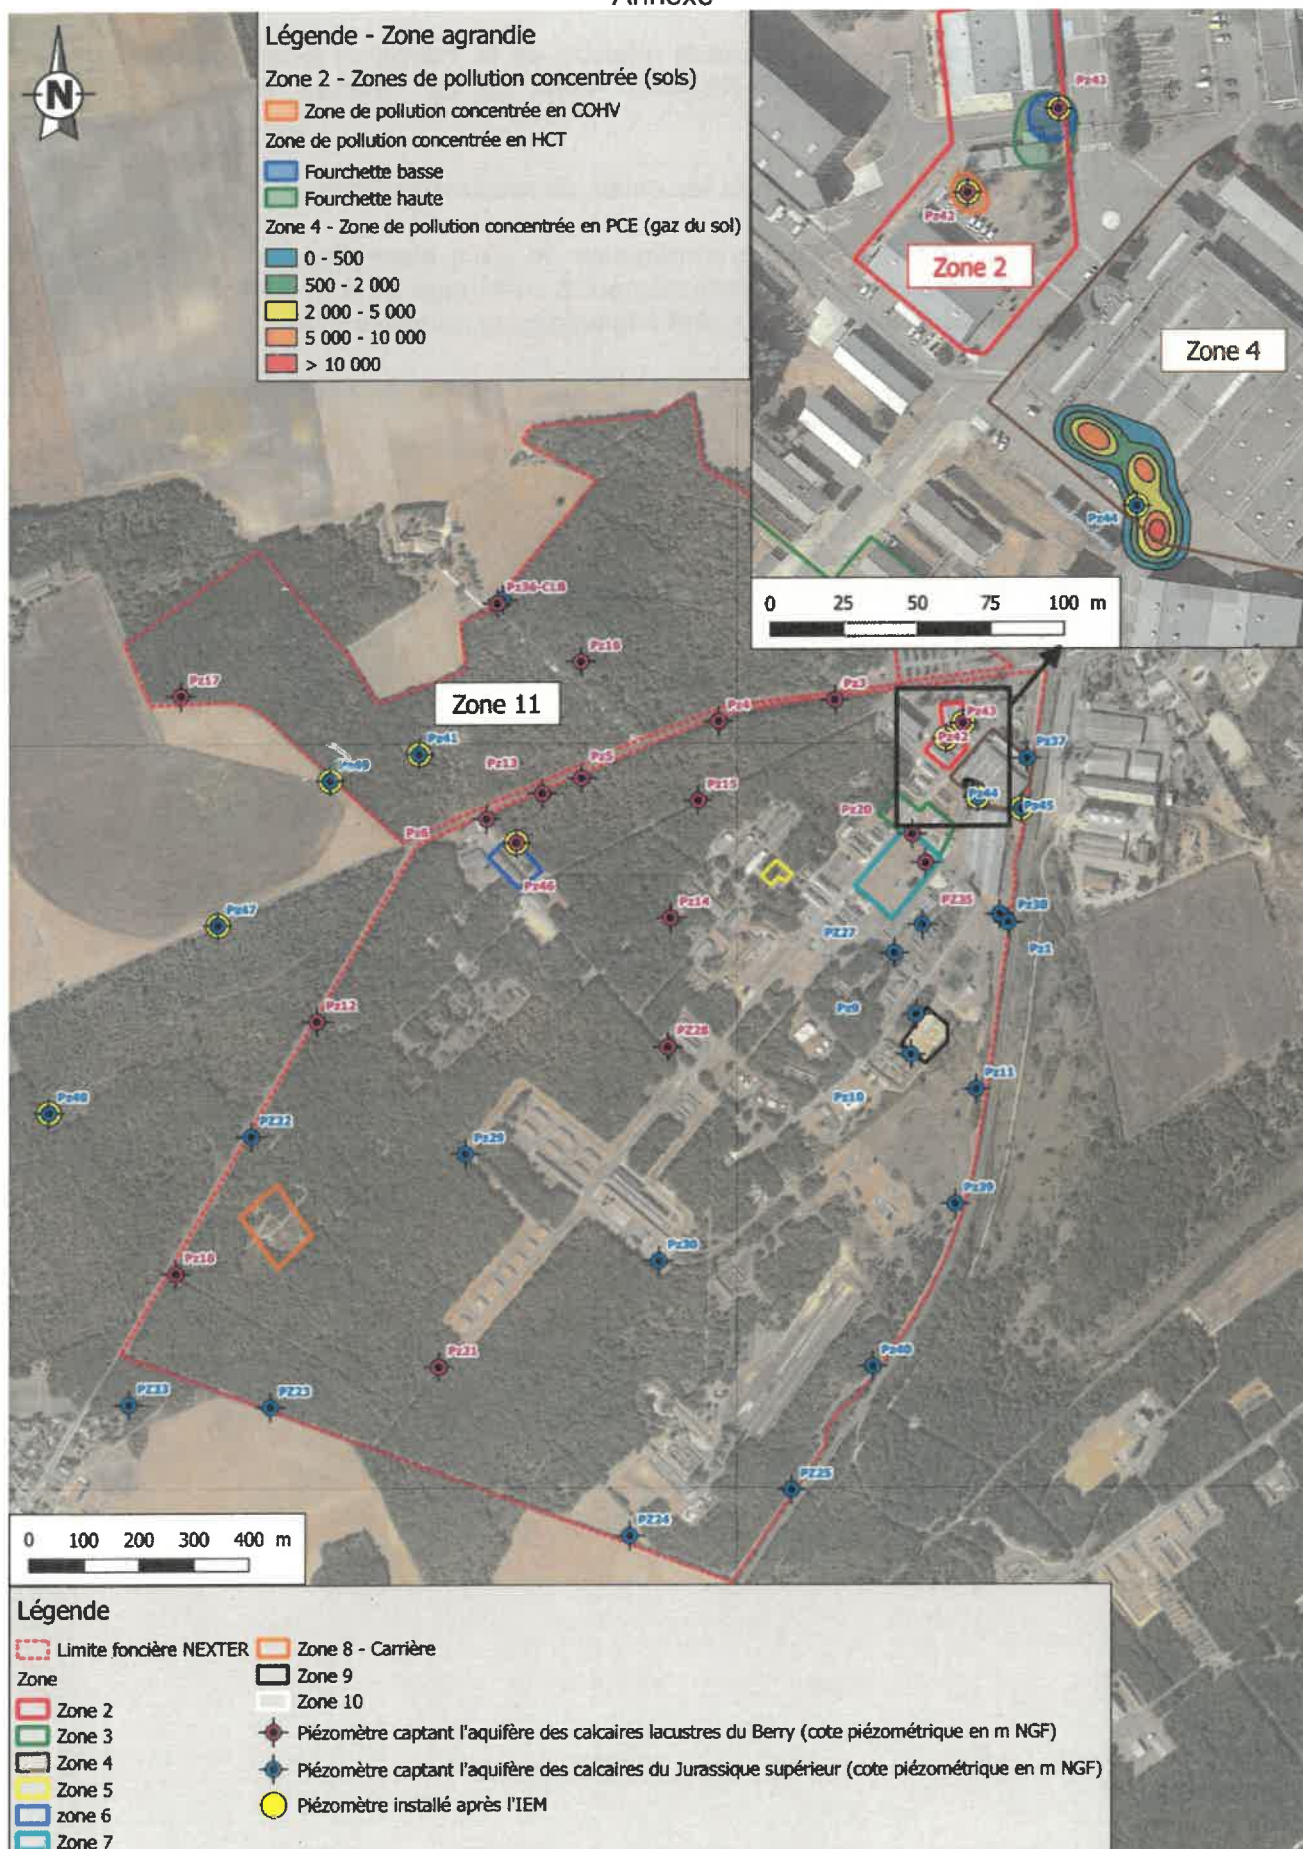 Annexe
N
Légende - Zone agrandie
Zone 2 - Zones de pollution concentrée (sols)
Zone de pollution concentrée en COHV
Zone de pollution concentrée en HCT
Fourchette basse
Fourchette haute
Zone 4 - Zone de pollution concentrée en PCE (gaz du sol)
0 - 500
500 - 2 000
2 000 - 5 000
5 000 - 10 000
> 10 000
Pz43
Pz42
Zone 2
Zone 4
Pz44
0 25 50 75 100 m
Pz36-CLB
Pz16
Pz17
Zone 11
Pz3
Pz4
Pz43
Pz42
Pz41
Pz37
Pz13
Pz5
Pz15
Pz44
Pz45
Pz20
Pz6
Pz46
Pz14
Pz47
PZ35
Pz38
PZ27
Pz1
Pz12
Pz9
PZ28
Pz11
Pz10
Pz48
PZ22
Pz29
Pz39
Pz30
Pz18
Pz21
Pz40
PZ33
PZ23
PZ25
PZ24
0 100 200 300 400 m
Légende
Limite foncière NEXTER
Zone
Zone 2
Zone 3
Zone 4
Zone 5
zone 6
Zone 7
Zone 8 - Carrière
Zone 9
Zone 10
Piézomètre captant l'aquifère des calcaires lacustres du Berry (cote piézométrique en m NGF)
Piézomètre captant l'aquifère des calcaires du Jurassique supérieur (cote piézométrique en m NGF)
Piézomètre installé après l'IEM